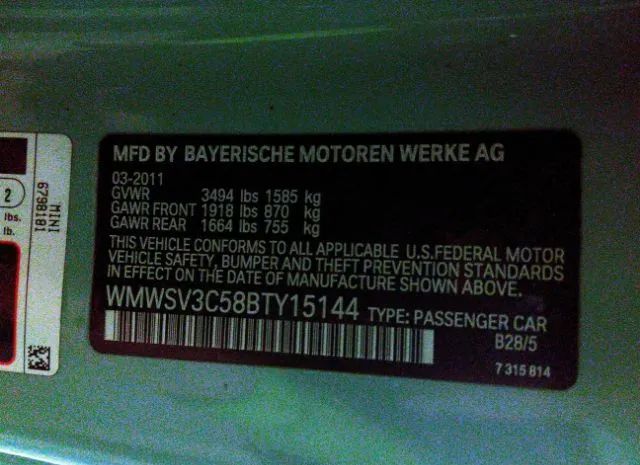 MFD BY BAYERISCHE MOTOREN WERKE AG
03-2011
GVWR 3494 lbs 1585 kg
GAWR FRONT 1918 lbs 870 kg
GAWR REAR 1664 lbs 755 kg
THIS VEHICLE CONFORMS TO ALL APPLICABLE U.S.FEDERAL MOTOR
VEHICLE SAFETY, BUMPER AND THEFT PREVENTION STANDARDS
IN EFFECT ON THE DATE OF MANUFACTURE SHOWN ABOVE.
WMWSV3C58BTY15144 TYPE: PASSENGER CAR
B28/5
7 315 814
2
lbs.
lb.
MINI
6798181